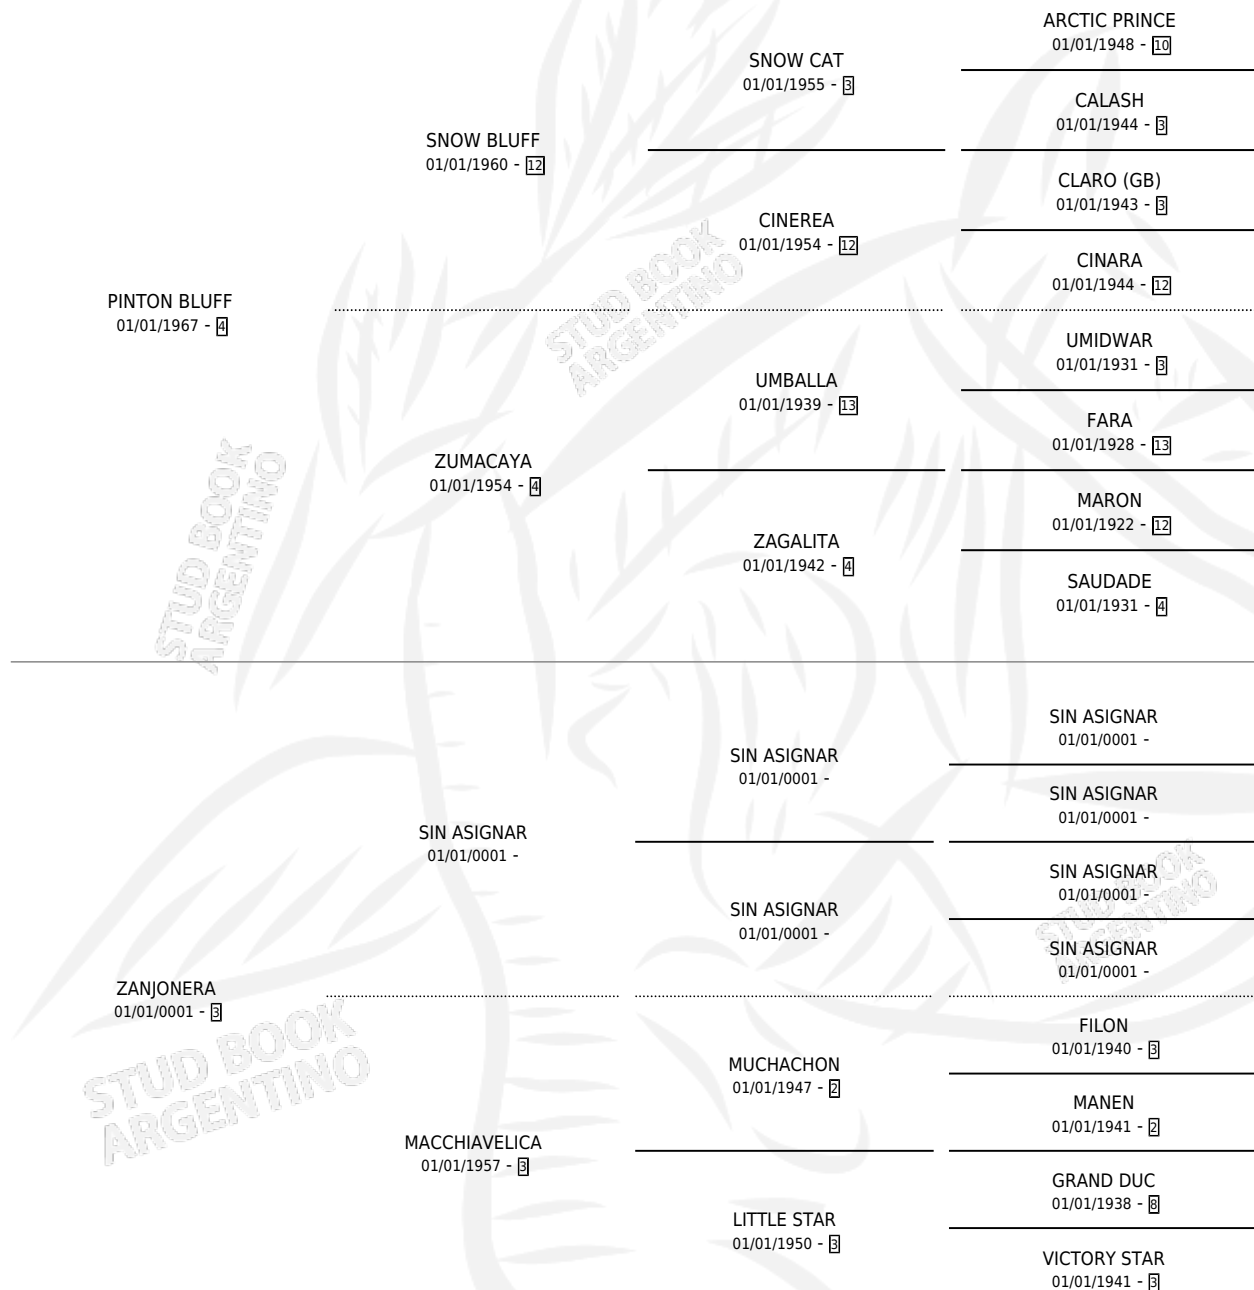 ARCTIC PRINCE
01/01/1948 - 10
SNOW CAT
01/01/1955 - 3
CALASH
01/01/1944 - 3
SNOW BLUFF
01/01/1960 - 12
CLARO (GB)
01/01/1943 - 3
CINEREA
01/01/1954 - 12
CINARA
01/01/1944 - 12
PINTON BLUFF
01/01/1967 - 4
STUD BOOK
ARGENTINO
UMIDWAR
01/01/1931 - 3
UMBALLA
01/01/1939 - 13
FARA
01/01/1928 - 13
ZUMACAYA
01/01/1954 - 4
MARON
01/01/1922 - 12
ZAGALITA
01/01/1942 - 4
SAUDADE
01/01/1931 - 4
STUD BOOK
ARGENTINO
SIN ASIGNAR
01/01/0001 -
SIN ASIGNAR
01/01/0001 -
SIN ASIGNAR
01/01/0001 -
SIN ASIGNAR
01/01/0001 -
SIN ASIGNAR
01/01/0001 -
SIN ASIGNAR
01/01/0001 -
SIN ASIGNAR
01/01/0001 -
STUD BOOK
ARGENTINO
ZANJONERA
01/01/0001 - 3
STUD BOOK
ARGENTINO
FILON
01/01/1940 - 3
MUCHACHON
01/01/1947 - 2
MANEN
01/01/1941 - 2
MACCHIAVELICA
01/01/1957 - 3
GRAND DUC
01/01/1938 - 8
LITTLE STAR
01/01/1950 - 3
VICTORY STAR
01/01/1941 - 3